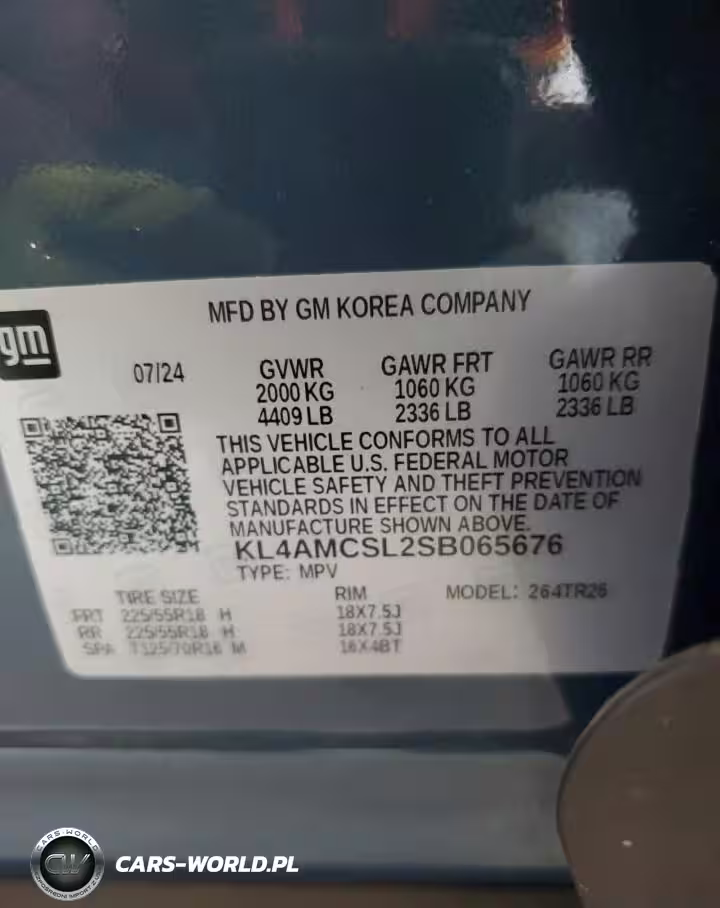 gm
MFD BY GM KOREA COMPANY
07/24
GVWR GAWR FRT GAWR RR
2000 KG 1060 KG 1060 KG
4409 LB 2336 LB 2336 LB
THIS VEHICLE CONFORMS TO ALL
APPLICABLE U.S. FEDERAL MOTOR
VEHICLE SAFETY AND THEFT PREVENTION
STANDARDS IN EFFECT ON THE DATE OF
MANUFACTURE SHOWN ABOVE.
KL4AMCSL2SB065676
TYPE: MPV
TIRE SIZE RIM MODEL: 264TR26
FRT 225/55R18 H 18X7.5J
RR 225/55R18 H 18X7.5J
SPA T125/70R16 M 16X4BT
CARS-WORLD
CW
CARS-WORLD.PL